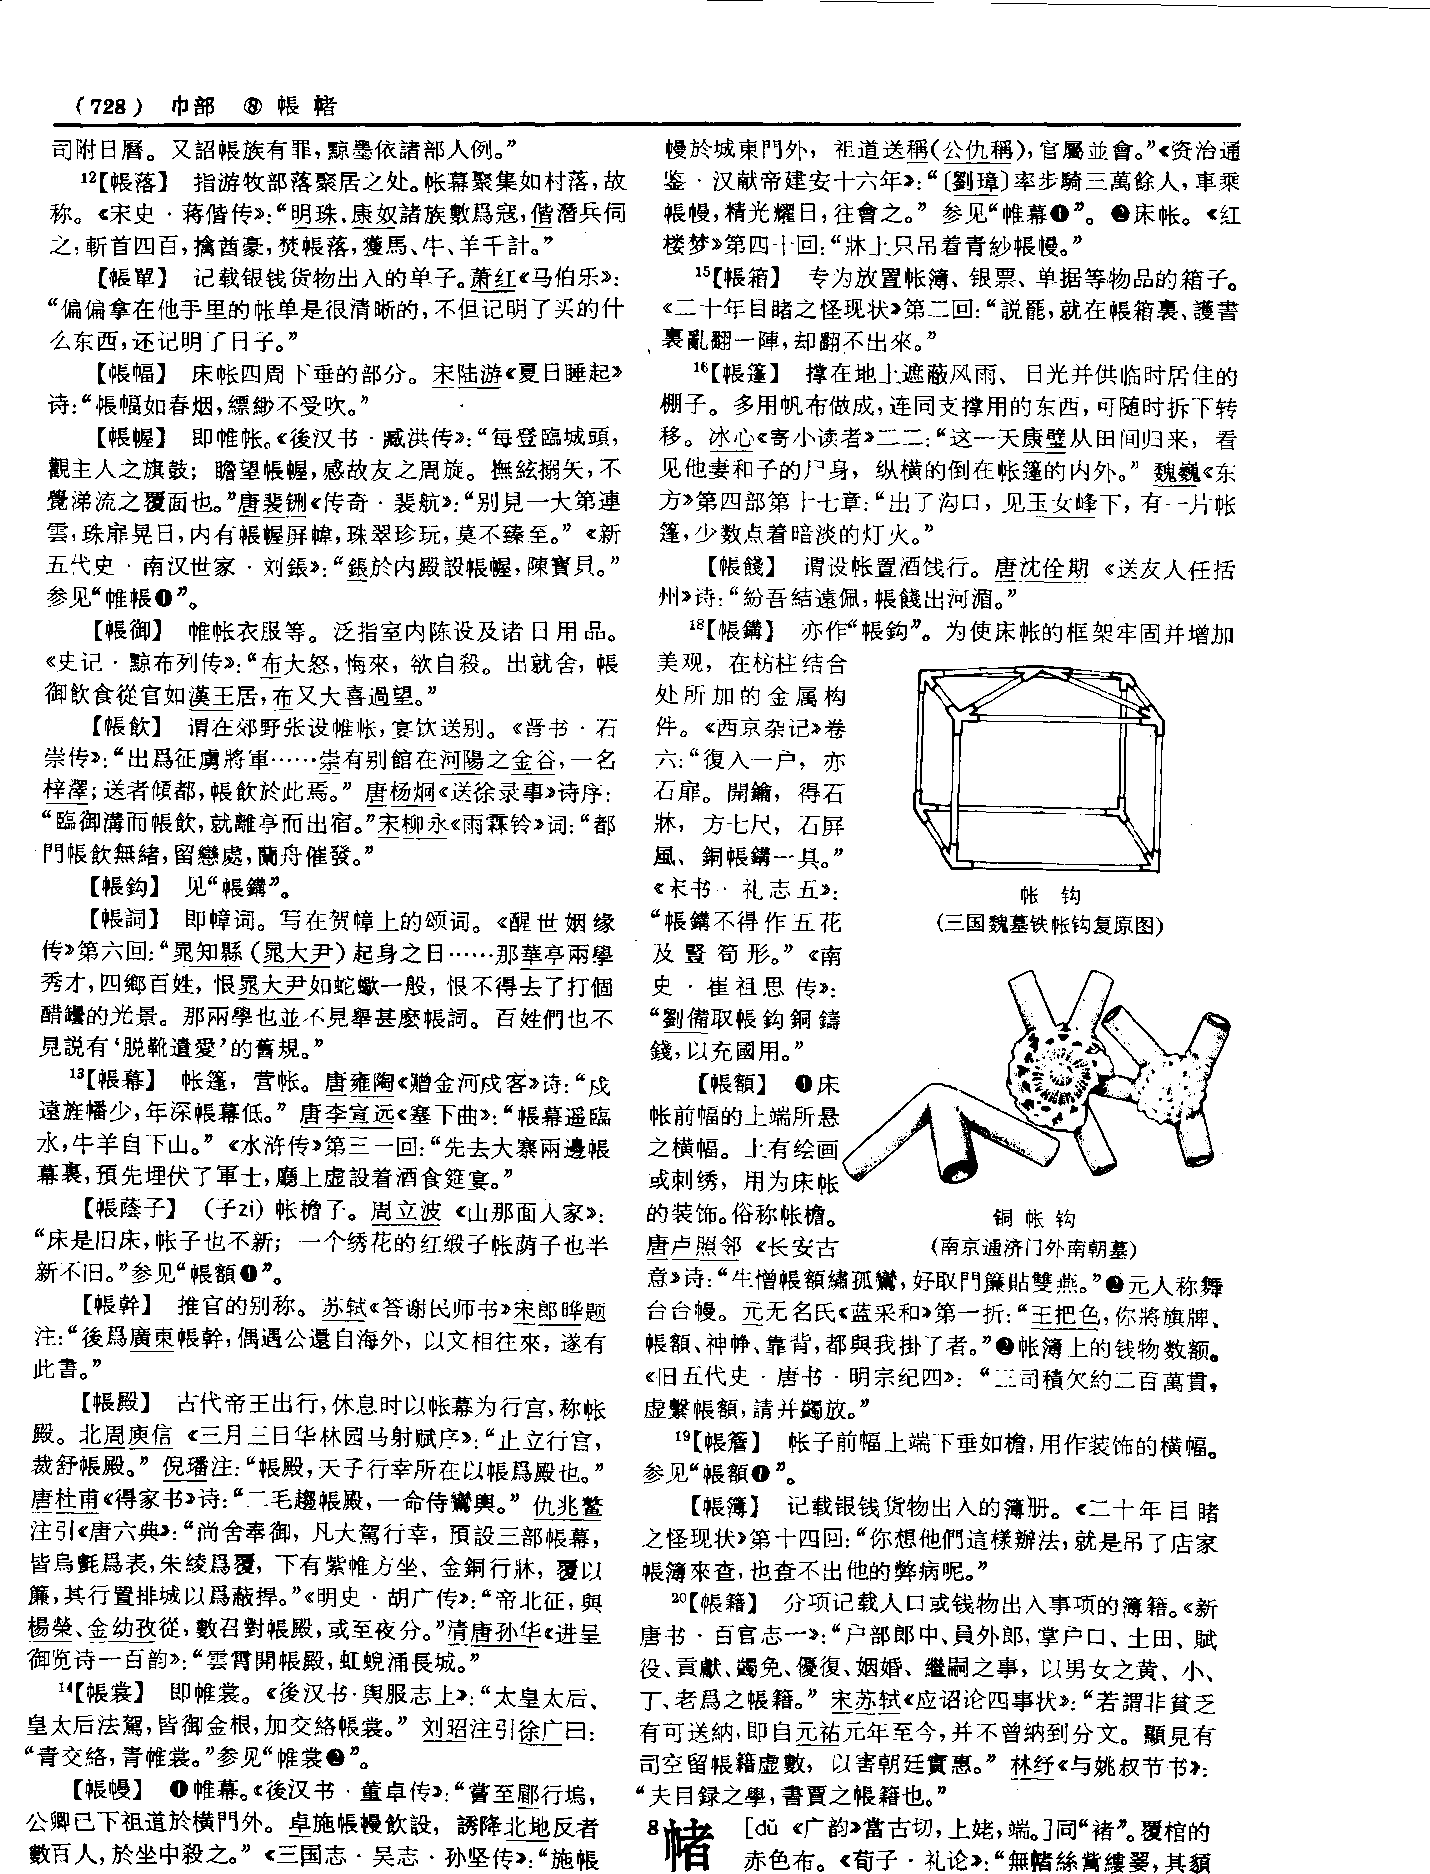 (728) 巾部 ⑧ 帳 帾
司附日曆。又詔帳族有罪，黥墨依諸部人例。”
¹²【帳落】 指游牧部落聚居之处。帐幕聚集如村落，故
称。《宋史·蒋偕传》：“明珠、康奴諸族數爲寇，偕潛兵伺
之，斬首四百，擒酋豪，焚帳落，獲馬、牛、羊千計。”
【帳單】 记载银钱货物出入的单子。萧红《马伯乐》：
“偏偏拿在他手里的帐单是很清晰的，不但记明了买的什
么东西，还记明了日子。”
【帳幅】 床帐四周下垂的部分。宋陆游《夏日睡起》
诗：“帳幅如春烟，縹緲不受吹。”
【帳幄】 即帷帐。《後汉书·臧洪传》：“每登臨城頭，
觀主人之旗鼓；瞻望帳幄，感故友之周旋。撫絃搦矢，不
覺涕流之覆面也。”唐裴铏《传奇·裴航》：“别見一大第連
雲，珠扉晃日，内有帳幄屏幃，珠翠珍玩，莫不臻至。”《新
五代史·南汉世家·刘鋹》：“鋹於内殿設帳幄，陳寶貝。”
参见“帷帳❶”。
【帳御】 帷帐衣服等。泛指室内陈设及诸日用品。
《史记·黥布列传》：“布大怒，悔來，欲自殺。出就舍，帳
御飲食從官如漢王居，布又大喜過望。”
【帳飲】 谓在郊野张设帷帐，宴饮送别。《晋书·石
崇传》：“出爲征虜將軍……崇有别館在河陽之金谷，一名
梓澤；送者傾都，帳飲於此焉。”唐杨炯《送徐录事》诗序：
“臨御溝而帳飲，就離亭而出宿。”宋柳永《雨霖铃》词：“都
門帳飲無緒，留戀處，蘭舟催發。”
【帳鈎】 见“帳鐫”。
【帳詞】 即幛词。写在贺幛上的颂词。《醒世姻缘
传》第六回：“晁知縣（晁大尹）起身之日……那華亭兩學
秀才，四鄉百姓，恨晁大尹如蛇蠍一般，恨不得去了打個
醋罈的光景。那兩學也並不見舉甚麽帳詞。百姓們也不
見説有‘脱靴遺愛’的舊規。”
¹³【帳幕】 帐篷，营帐。唐雍陶《赠金河戍客》诗：“戍
遠旌幡少，年深帳幕低。”唐李宣远《塞下曲》：“帳幕遥臨
水，牛羊自下山。”《水浒传》第三一回：“先去大寨兩邊帳
幕裏，預先埋伏了軍士，廳上虚設着酒食筵宴。”
【帳蔭子】 （子zi）帐檐子。周立波《山那面人家》：
“床是旧床，帐子也不新；一个绣花的红缎子帐荫子也半
新不旧。”参见“帳額❶”。
【帳幹】 推官的别称。苏轼《答谢民师书》宋郎晔题
注：“後爲廣東帳幹，偶遇公還自海外，以文相往來，遂有
此書。”
【帳殿】 古代帝王出行，休息时以帐幕为行宫，称帐
殿。北周庾信《三月三日华林园马射赋序》：“止立行宫，
裁舒帳殿。”倪璠注：“帳殿，天子行幸所在以帳爲殿也。”
唐杜甫《得家书》诗：“二毛趨帳殿，一命侍鸞輿。”仇兆鳌
注引《唐六典》：“尚舍奉御，凡大駕行幸，預設三部帳幕，
皆烏氈爲表，朱綾爲覆，下有紫帷方坐、金銅行牀，覆以
簾，其行置排城以爲蔽捍。”《明史·胡广传》：“帝北征，與
楊榮、金幼孜從，數召對帳殿，或至夜分。”清唐孙华《进呈
御览诗一百韵》：“雲霄開帳殿，虹蜺涌長城。”
¹⁴【帳裳】 即帷裳。《後汉书·舆服志上》：“太皇太后、
皇太后法駕，皆御金根，加交絡帳裳。”刘昭注引徐广曰：
“青交絡，青帷裳。”参见“帷裳❷”。
【帳幔】 ❶帷幕。《後汉书·董卓传》：“嘗至郿行塢，
公卿已下祖道於横門外。卓施帳幔飲設，誘降北地反者
數百人，於坐中殺之。”《三国志·吴志·孙坚传》：“施帳
幔於城東門外，祖道送稱（公仇稱），官屬並會。”《资治通
鉴·汉献帝建安十六年》：“〔劉璋〕率步騎三萬餘人，車乘
帳幔，精光耀日，往會之。”参见“帷幕❶”。❷床帐。《红
楼梦》第四十回：“牀上只吊着青紗帳幔。”
¹⁵【帳箱】 专为放置帐簿、银票、单据等物品的箱子。
《二十年目睹之怪现状》第二回：“説罷，就在帳箱裏、護書
裏亂翻一陣，却翻不出來。”
¹⁶【帳篷】 撑在地上遮蔽风雨、日光并供临时居住的
棚子。多用帆布做成，连同支撑用的东西，可随时拆下转
移。冰心《寄小读者》二二：“这一天康璧从田间归来，看
见他妻和子的尸身，纵横的倒在帐篷的内外。”魏巍《东
方》第四部第十七章：“出了沟口，见玉女峰下，有一片帐
篷，少数点着暗淡的灯火。”
【帳餞】 谓设帐置酒饯行。唐沈佺期《送友人任括
州》诗：“紛吾結遠佩，帳餞出河湄。”
¹⁸【帳鐫】 亦作“帳鈎”。为使床帐的框架牢固并增加
美观，在枋柱结合
处所加的金属构
件。《西京杂记》卷
六：“復入一户，亦
石扉。開鑰，得石
牀，方七尺，石屏
風、銅帳鐫一具。”
《宋书·礼志五》：
“帳鐫不得作五花
及豎筍形。”《南
史·崔祖思传》：
“劉備取帳鈎銅鑄
錢，以充國用。”
帐 钩
（三国魏墓铁帐钩复原图）
铜帐钩
（南京通济门外南朝墓）
【帳額】 ❶床
帐前幅的上端所悬
之横幅。上有绘画
或刺绣，用为床帐
的装饰。俗称帐檐。
唐卢照邻《长安古
意》诗：“生憎帳額繡孤鸞，好取門簾貼雙燕。”❷元人称舞
台台幔。元无名氏《蓝采和》第一折：“王把色，你將旗牌、
帳額、神幀、靠背，都與我掛了者。”❸帐簿上的钱物数额。
《旧五代史·唐书·明宗纪四》：“三司積欠約二百萬貫，
虚繫帳額，請并蠲放。”
¹⁹【帳簷】 帐子前幅上端下垂如檐，用作装饰的横幅。
参见“帳額❶”。
【帳簿】 记载银钱货物出入的簿册。《二十年目睹
之怪现状》第十四回：“你想他們這樣辦法，就是吊了店家
帳簿來查，也查不出他的弊病呢。”
²⁰【帳籍】 分项记载人口或钱物出入事项的簿籍。《新
唐书·百官志一》：“户部郎中、員外郎，掌户口、土田、賦
役、貢獻、蠲免、優復、姻婚、繼嗣之事，以男女之黄、小、
丁、老爲之帳籍。”宋苏轼《应诏论四事状》：“若謂非貧乏
有可送納，即自元祐元年至今，并不曾納到分文。顯見有
司空留帳籍虚數，以害朝廷實惠。”林纾《与姚叔节书》：
“夫目録之學，書賈之帳籍也。”
⁸帾 [dǔ《广韵》當古切，上姥，端。]同“褚”。覆棺的
赤色布。《荀子·礼论》：“無帾絲歶縷翣，其䫉